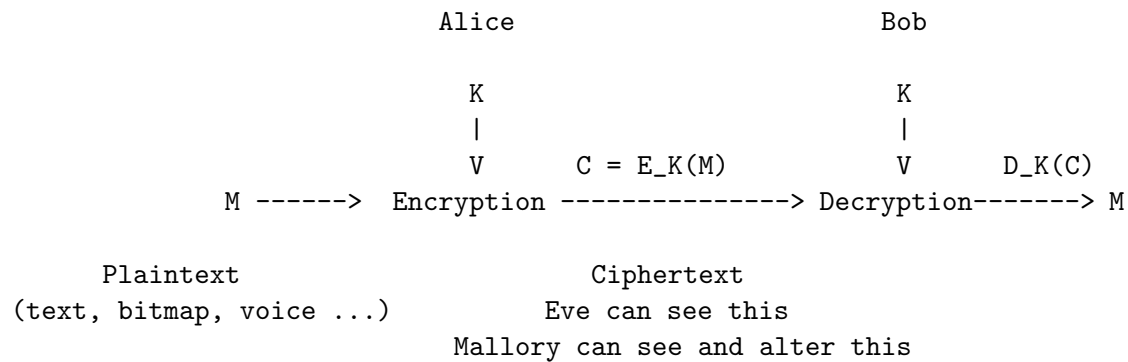 Alice Bob
K K
| |
V C = E_K(M) V D_K(C)
M ------> Encryption ---------------> Decryption-------> M
Plaintext Ciphertext
(text, bitmap, voice ...) Eve can see this
Mallory can see and alter this